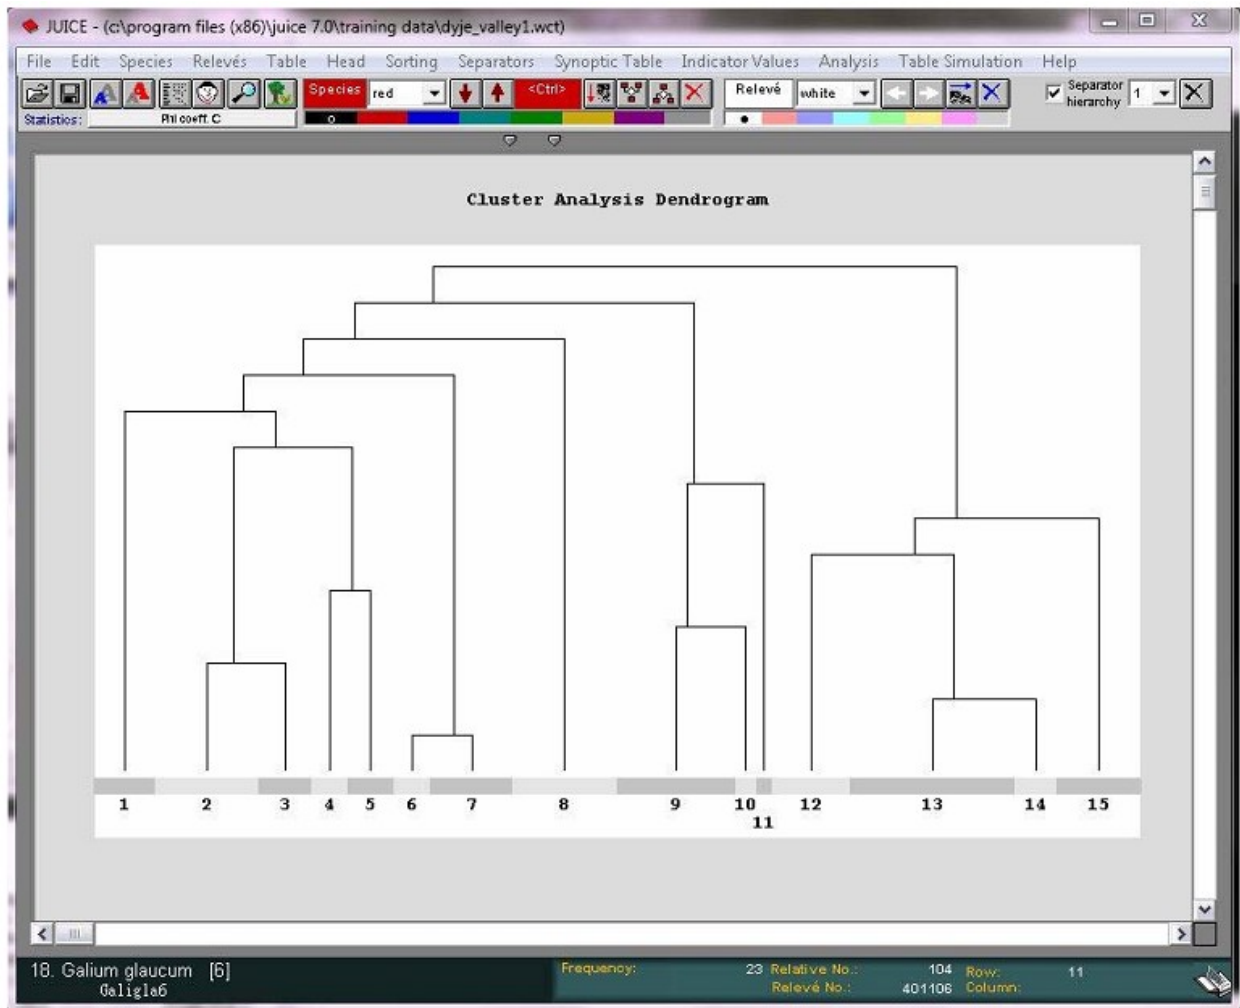 JUICE - (c:\program files (x86)\juice 7.0\training data\dyje_valley1.wct)
File Edit Species Relevés Table Head Sorting Separators Synoptic Table Indicator Values Analysis Table Simulation Help
Species red <Ctrl> Relevé white Separator hierarchy 1
Statistics: Phi coeff. C
Cluster Analysis Dendrogram
1 2 3 4 5 6 7 8 9 10 12 13 14 15
11
18. Galium glaucum [6] Frequency: 23 Relative No.: 104 Row: 11
Galigla6 Relevé No.: 401106 Column: